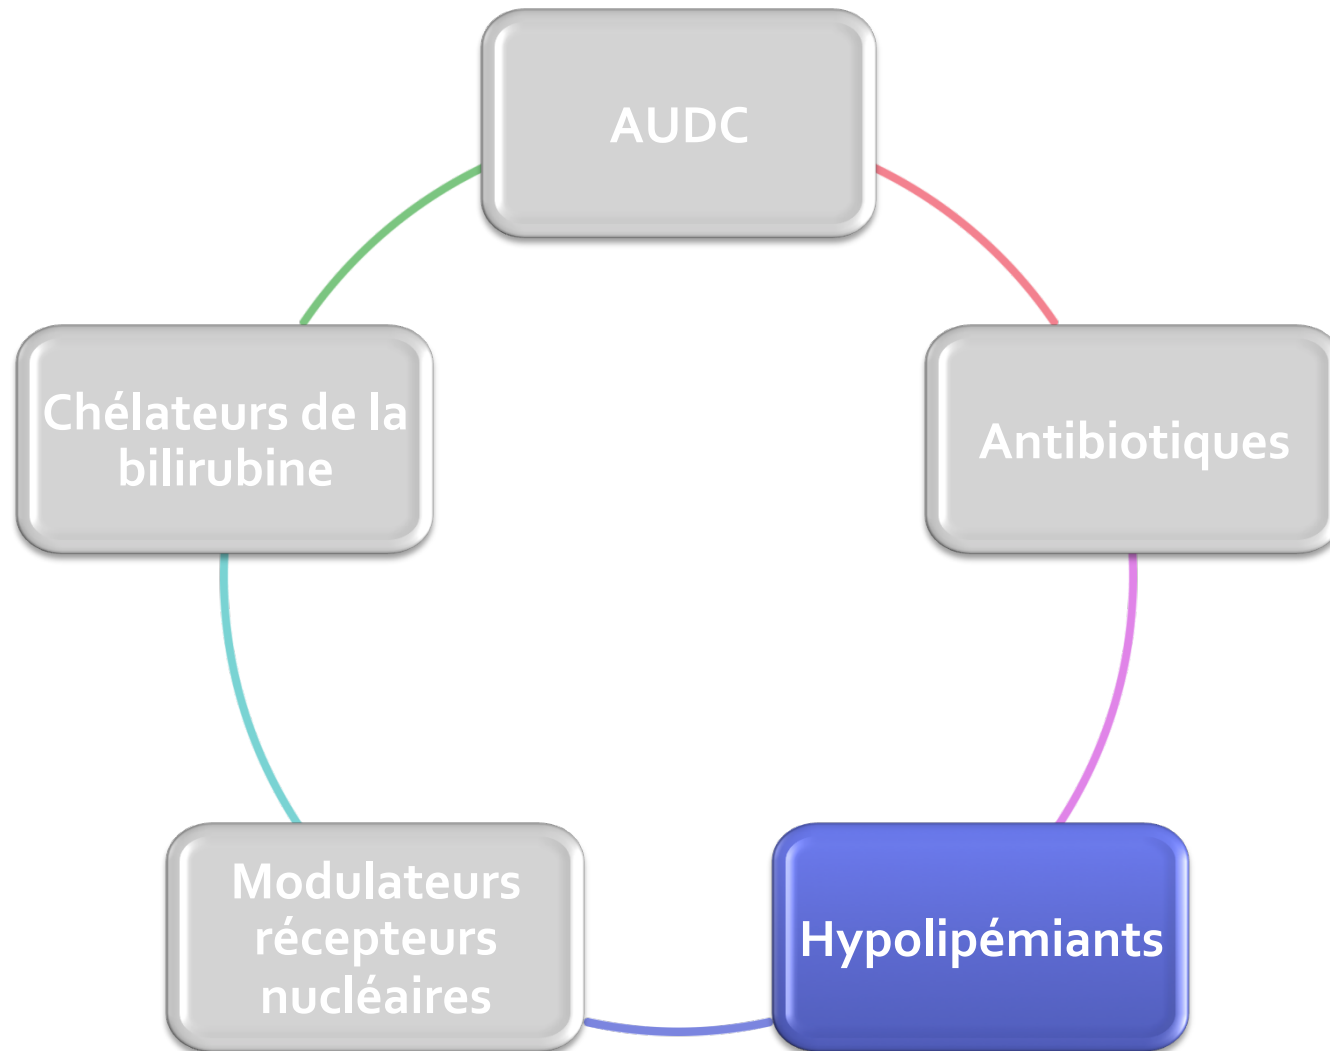 AUDC
Chélateurs de la
bilirubine
Antibiotiques
Modulateurs
récepteurs
nucléaires
Hypolipémiants